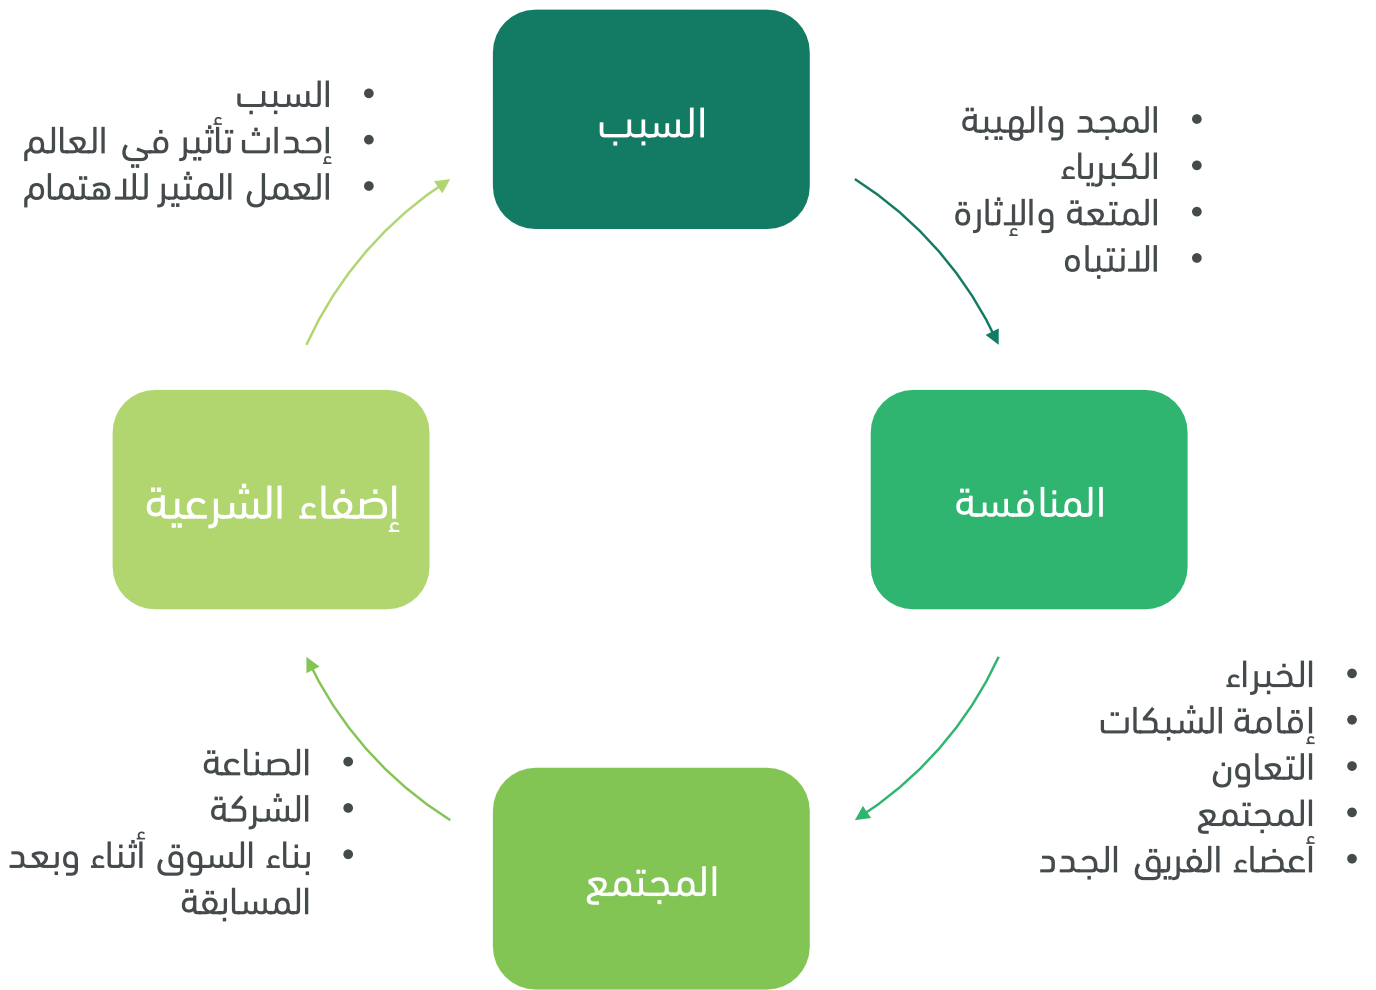 السبب
• المجد والهيبة
• الكبرياء
• المتعة والإثارة
• الانتباه
المنافسة
• الخبراء
• إقامة الشبكات
• التعاون
• المجتمع
• أعضاء الفريق الجدد
المجتمع
• الصناعة
• الشركة
• بناء السوق أثناء وبعد
المسابقة
إضفاء الشرعية
• السبب
• إحداث تأثير في العالم
• العمل المثير للاهتمام